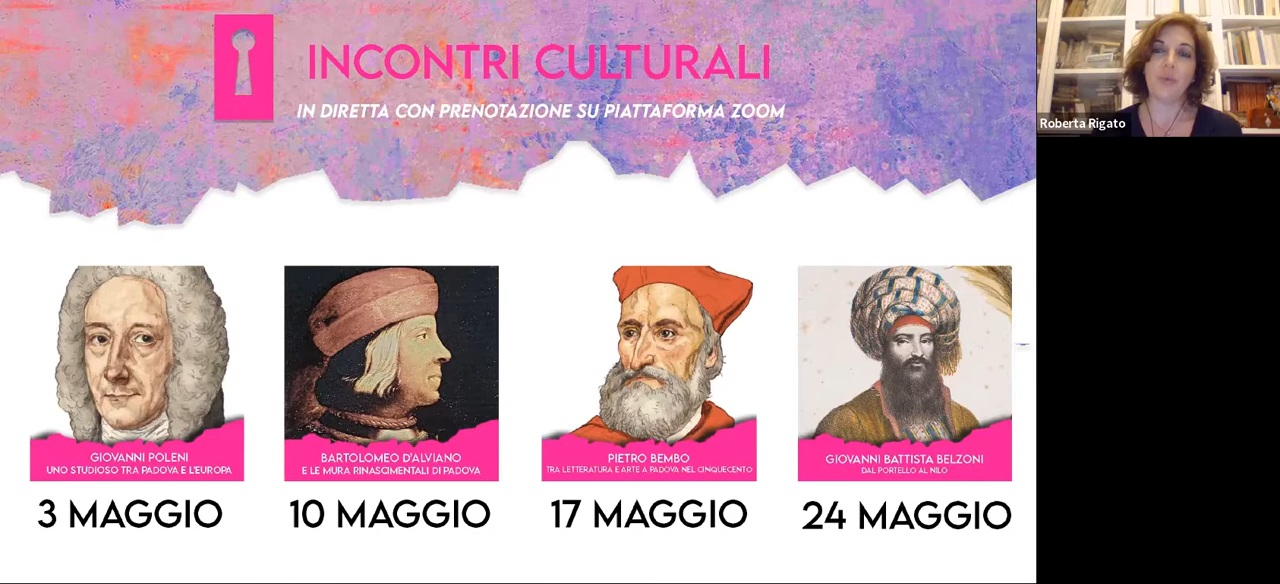 INCONTRI CULTURALI
IN DIRETTA CON PRENOTAZIONE SU PIATTAFORMA ZOOM
Roberta Rigato
GIOVANNI POLENI
UNO STUDIOSO TRA PADOVA E L'EUROPA
3 MAGGIO
BARTOLOMEO D'ALVIANO
E LE MURA RINASCIMENTALI DI PADOVA
10 MAGGIO
PIETRO BEMBO
TRA LETTERATURA E ARTE A PADOVA NEL CINQUECENTO
17 MAGGIO
GIOVANNI BATTISTA BELZONI
DAL PORTELLO AL NILO
24 MAGGIO